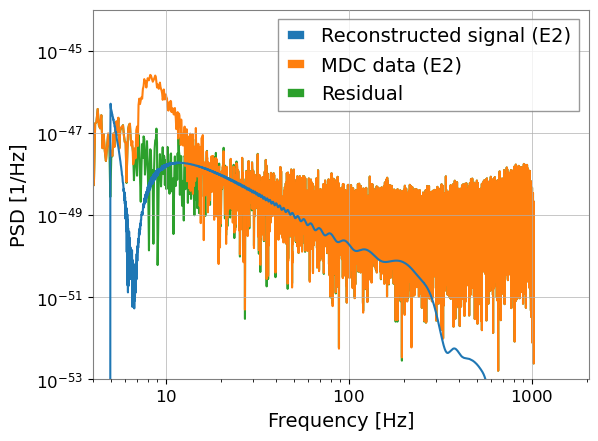 Reconstructed signal (E2)
MDC data (E2)
Residual
PSD [1/Hz]
10⁻⁴⁵
10⁻⁴⁷
10⁻⁴⁹
10⁻⁵¹
10⁻⁵³
10 100 1000
Frequency [Hz]